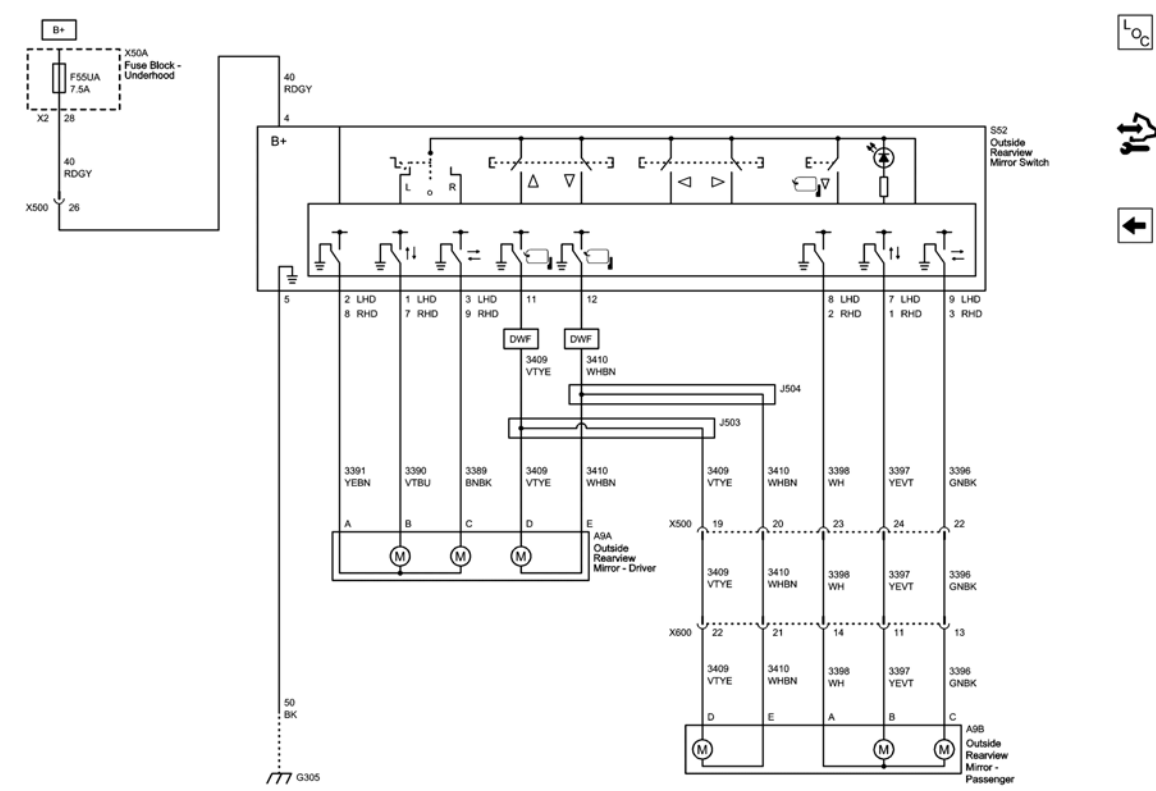 B+
X50A
Fuse Block -
Underhood
F55UA
7.5A
X2 28
40
RDGY
X500 26
40
RDGY
4
B+
S52
Outside
Rearview
Mirror Switch
L O R
5
2 LHD
8 RHD
1 LHD
7 RHD
3 LHD
9 RHD
11
12
8 LHD
2 RHD
7 LHD
1 RHD
9 LHD
3 RHD
DWF DWF
3409
VTYE
3410
WHBN
J504
J503
3391
YEBN
3390
VTBU
3389
BNBK
3409
VTYE
3410
WHBN
3409
VTYE
3410
WHBN
3398
WH
3397
YEVT
3396
GNBK
A B C D E
M M M
A9A
Outside
Rearview
Mirror - Driver
X500 19 20 23 24 22
3409
VTYE
3410
WHBN
3398
WH
3397
YEVT
3396
GNBK
X600 22 21 14 11 13
3409
VTYE
3410
WHBN
3398
WH
3397
YEVT
3396
GNBK
50
BK
G305
D E A B C
M M M
A9B
Outside
Rearview
Mirror -
Passenger
LOC